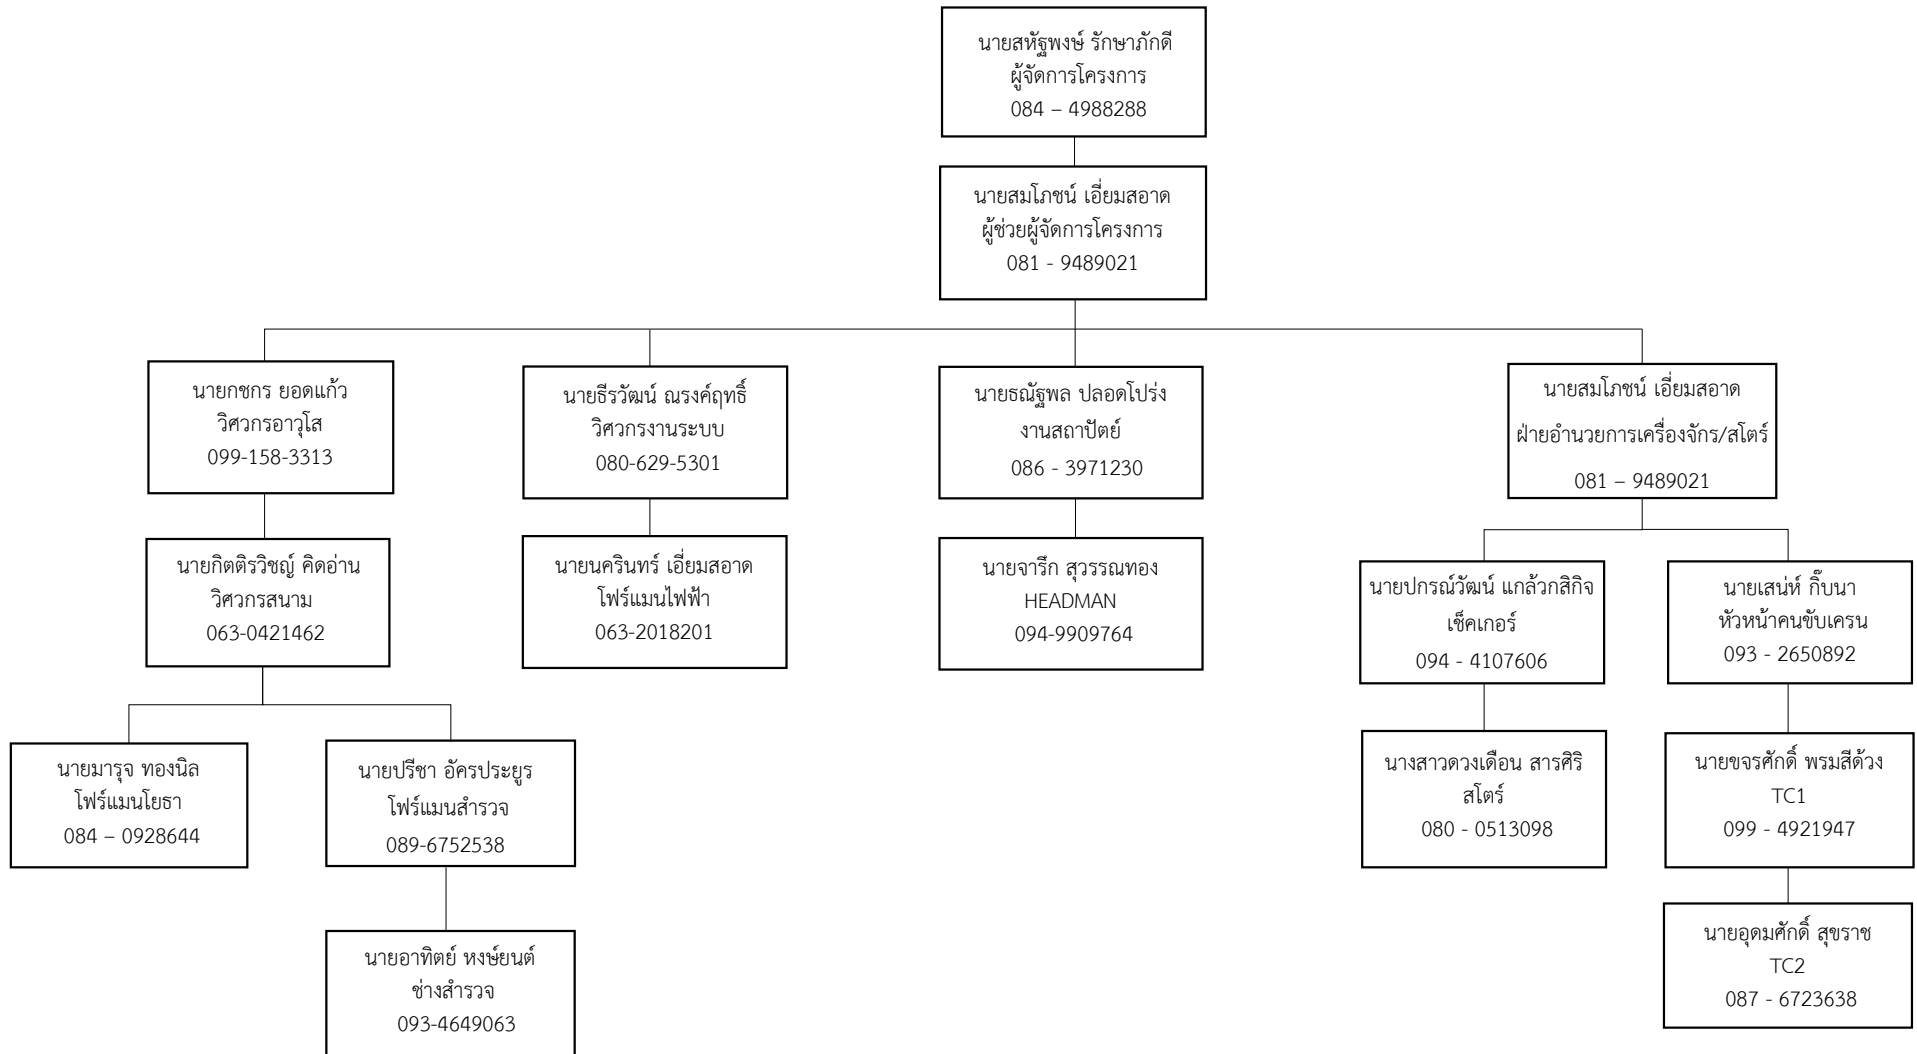 นายสหัฐพงษ์ รักษาภักดี
ผู้จัดการโครงการ
084 – 4988288
นายสมโภชน์ เอี่ยมสอาด
ผู้ช่วยผู้จัดการโครงการ
081 - 9489021
นายกชกร ยอดแก้ว
วิศวกรอาวุโส
099-158-3313
นายธีรวัฒน์ ณรงค์ฤทธิ์
วิศวกรงานระบบ
080-629-5301
นายธณัฐพล ปลอดโปร่ง
งานสถาปัตย์
086 - 3971230
นายสมโภชน์ เอี่ยมสอาด
ฝ่ายอำนวยการเครื่องจักร/สโตร์
081 – 9489021
นายกิตติรวิชญ์ คิดอ่าน
วิศวกรสนาม
063-0421462
นายนครินทร์ เอี่ยมสอาด
โฟร์แมนไฟฟ้า
063-2018201
นายจารึก สุวรรณทอง
HEADMAN
094-9909764
นายปกรณ์วัฒน์ แกล้วกสิกิจ
เช็คเกอร์
094 - 4107606
นายเสน่ห์ กิ๊บนา
หัวหน้าคนขับเครน
093 - 2650892
นายมารุจ ทองนิล
โฟร์แมนโยธา
084 – 0928644
นายปรีชา อัครประยูร
โฟร์แมนสำรวจ
089-6752538
นางสาวดวงเดือน สารศิริ
สโตร์
080 - 0513098
นายขจรศักดิ์ พรมสีด้วง
TC1
099 - 4921947
นายอาทิตย์ หงษ์ยนต์
ช่างสำรวจ
093-4649063
นายอุดมศักดิ์ สุขราช
TC2
087 - 6723638